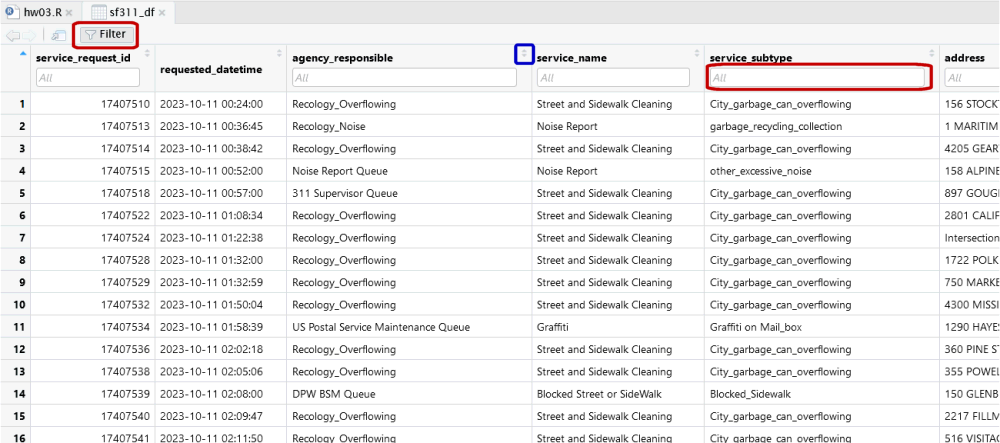 hw03.R × sf311_df ×
Filter
service_request_id requested_datetime agency_responsible service_name service_subtype address
All All All All All
1 17407510 2023-10-11 00:24:00 Recology_Overflowing Street and Sidewalk Cleaning City_garbage_can_overflowing 156 STOCKT
2 17407513 2023-10-11 00:36:45 Recology_Noise Noise Report garbage_recycling_collection 1 MARITIM
3 17407514 2023-10-11 00:38:42 Recology_Overflowing Street and Sidewalk Cleaning City_garbage_can_overflowing 4205 GEAR
4 17407515 2023-10-11 00:52:00 Noise Report Queue Noise Report other_excessive_noise 158 ALPINE
5 17407518 2023-10-11 00:57:00 311 Supervisor Queue Street and Sidewalk Cleaning City_garbage_can_overflowing 897 GOUG
6 17407522 2023-10-11 01:08:34 Recology_Overflowing Street and Sidewalk Cleaning City_garbage_can_overflowing 2801 CALIF
7 17407524 2023-10-11 01:22:38 Recology_Overflowing Street and Sidewalk Cleaning City_garbage_can_overflowing Intersection
8 17407528 2023-10-11 01:32:00 Recology_Overflowing Street and Sidewalk Cleaning City_garbage_can_overflowing 1722 POLK
9 17407529 2023-10-11 01:32:59 Recology_Overflowing Street and Sidewalk Cleaning City_garbage_can_overflowing 750 MARKE
10 17407532 2023-10-11 01:50:04 Recology_Overflowing Street and Sidewalk Cleaning City_garbage_can_overflowing 4300 MISSI
11 17407534 2023-10-11 01:58:39 US Postal Service Maintenance Queue Graffiti Graffiti on Mail_box 1290 HAYES
12 17407536 2023-10-11 02:02:18 Recology_Overflowing Street and Sidewalk Cleaning City_garbage_can_overflowing 360 PINE S
13 17407538 2023-10-11 02:05:06 Recology_Overflowing Street and Sidewalk Cleaning City_garbage_can_overflowing 355 POWEL
14 17407539 2023-10-11 02:08:00 DPW BSM Queue Blocked Street or SideWalk Blocked_Sidewalk 150 GLENB
15 17407540 2023-10-11 02:09:47 Recology_Overflowing Street and Sidewalk Cleaning City_garbage_can_overflowing 2217 FILLM
16 17407541 2023-10-11 02:11:50 Recology_Overflowing Street and Sidewalk Cleaning City_garbage_can_overflowing 516 VISITAC